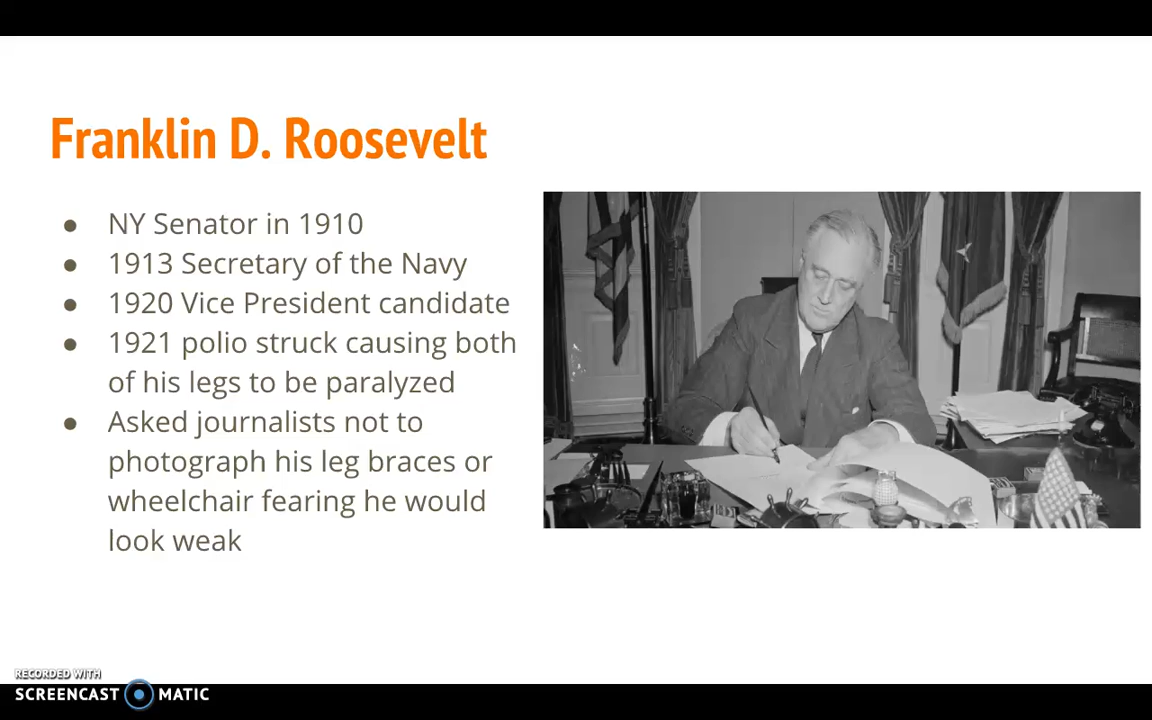 Franklin D. Roosevelt
● NY Senator in 1910
● 1913 Secretary of the Navy
● 1920 Vice President candidate
● 1921 polio struck causing both
of his legs to be paralyzed
● Asked journalists not to
photograph his leg braces or
wheelchair fearing he would
look weak
RECORDED WITH
SCREENCAST MATIC